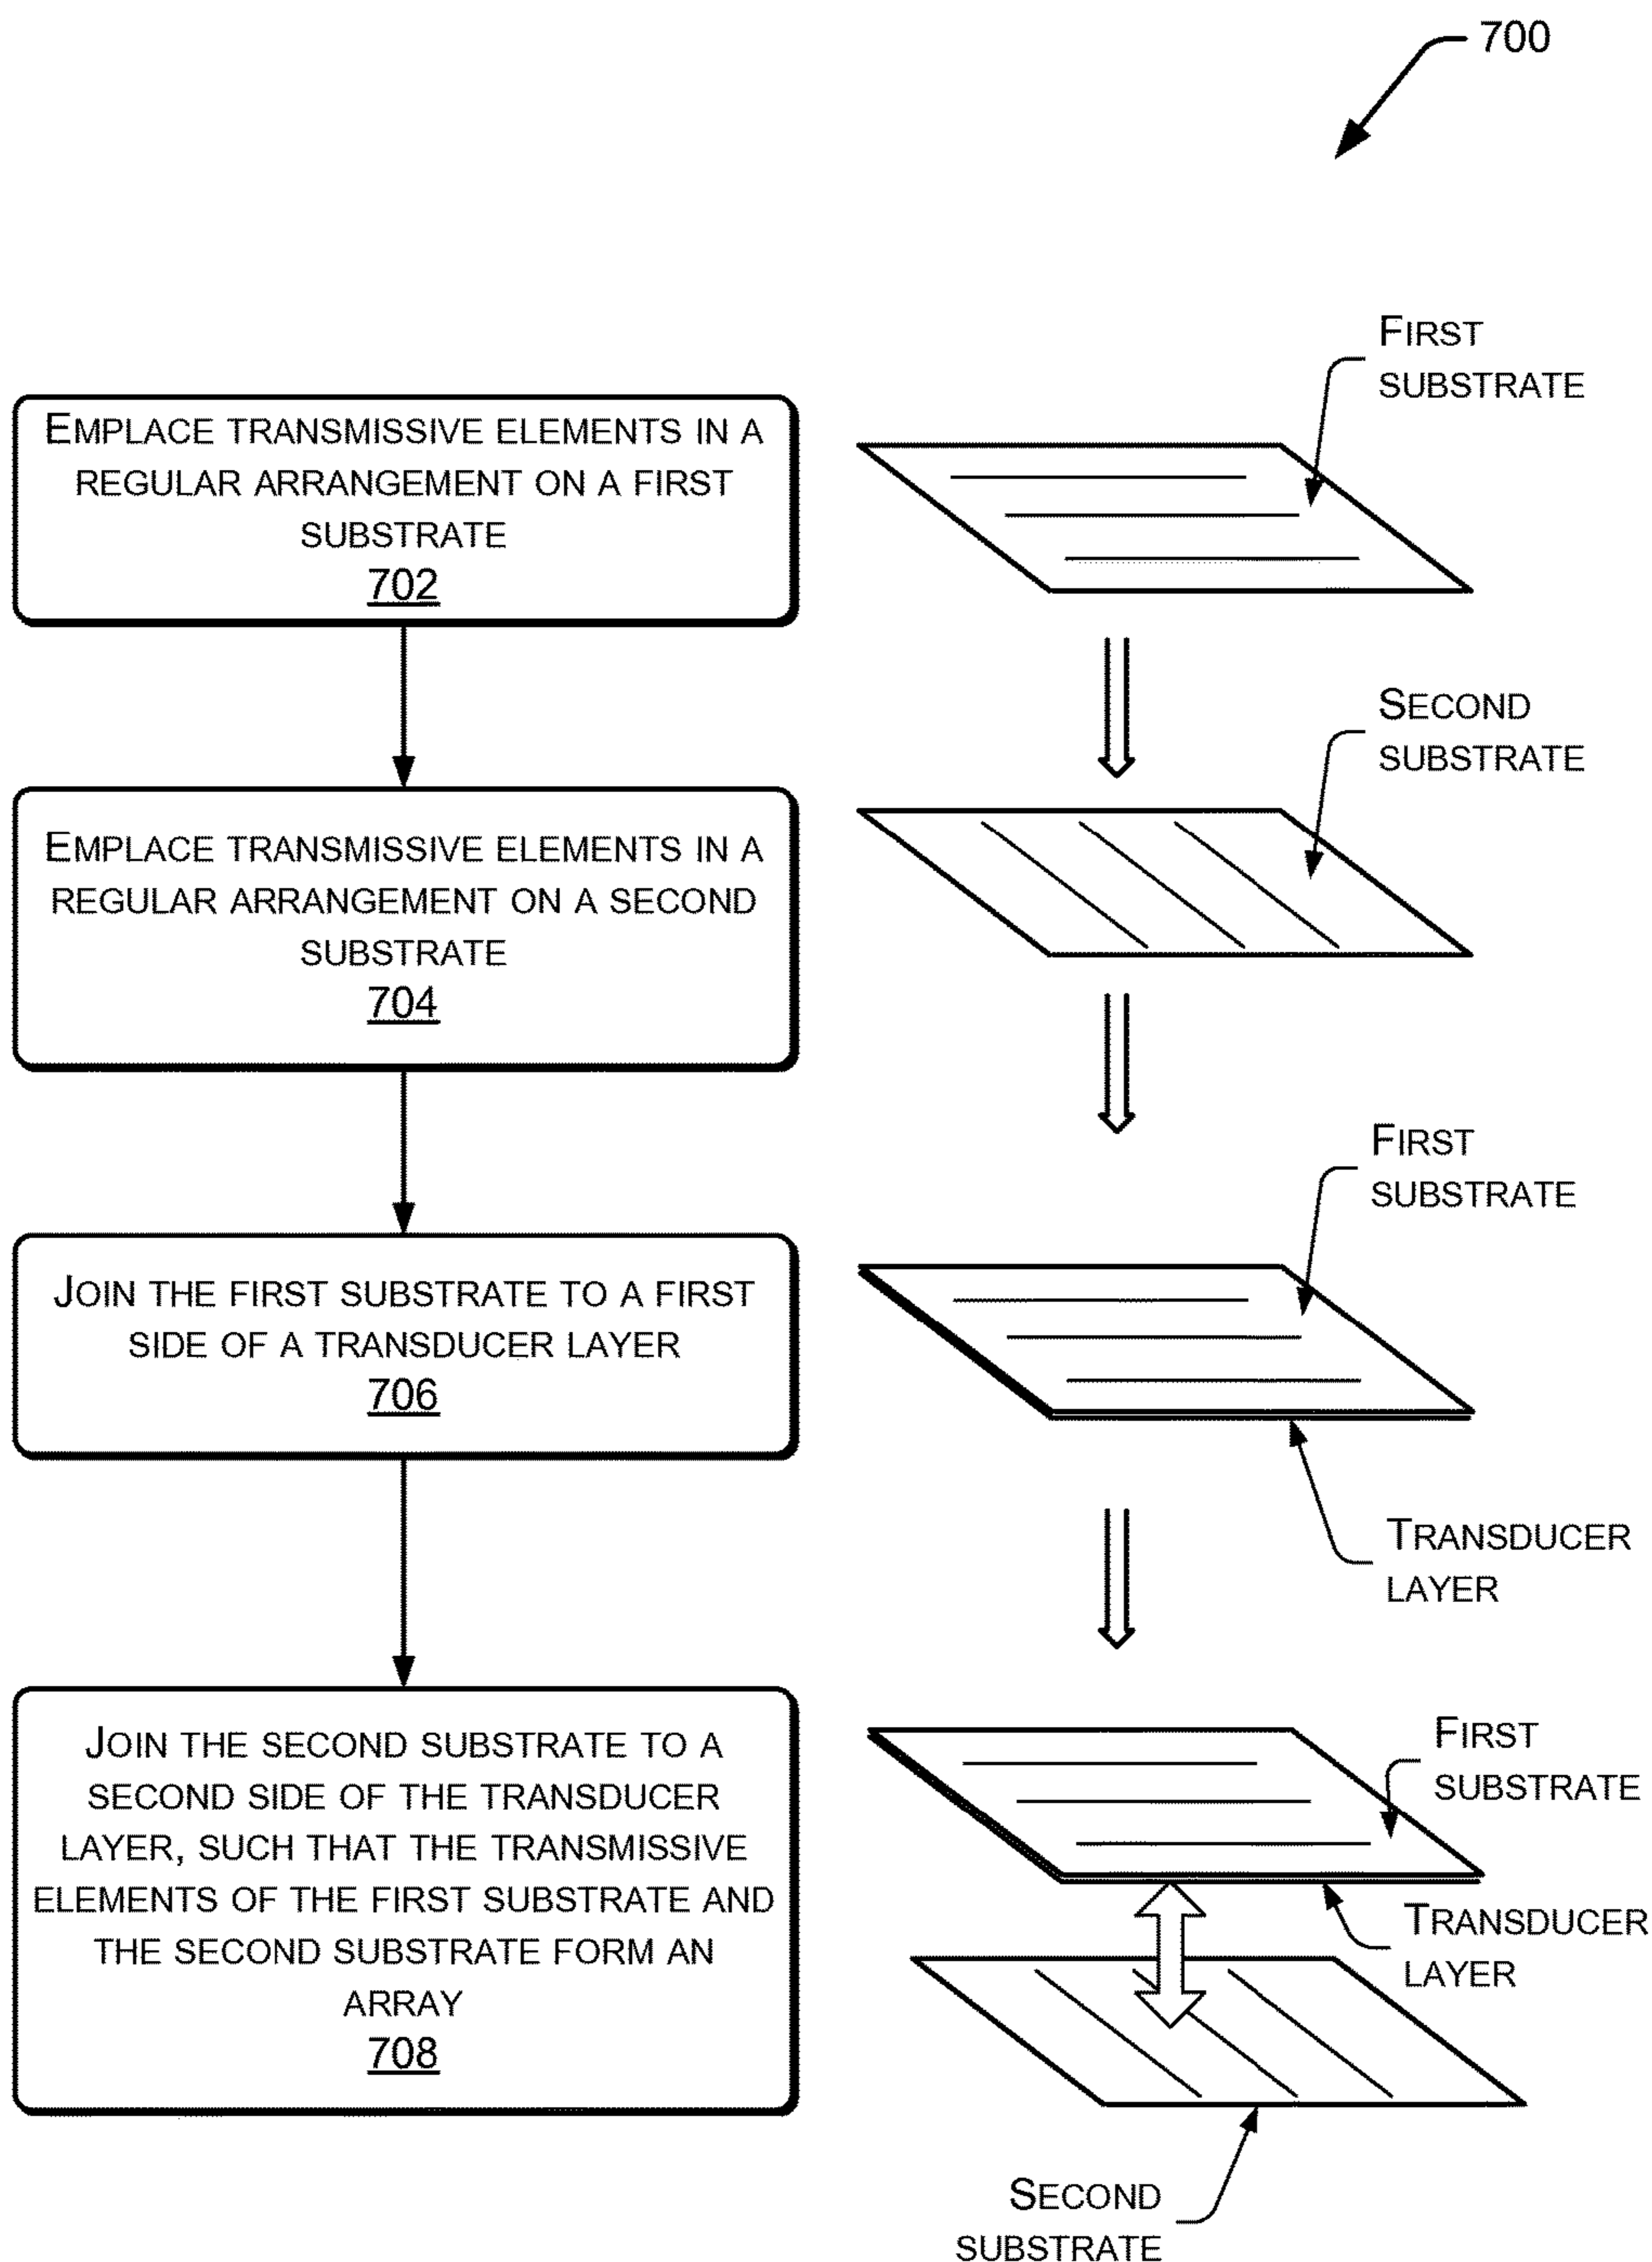 700
EMPLACE TRANSMISSIVE ELEMENTS IN A
REGULAR ARRANGEMENT ON A FIRST
SUBSTRATE
702
FIRST
SUBSTRATE
EMPLACE TRANSMISSIVE ELEMENTS IN A
REGULAR ARRANGEMENT ON A SECOND
SUBSTRATE
704
SECOND
SUBSTRATE
JOIN THE FIRST SUBSTRATE TO A FIRST
SIDE OF A TRANSDUCER LAYER
706
FIRST
SUBSTRATE
TRANSDUCER
LAYER
JOIN THE SECOND SUBSTRATE TO A
SECOND SIDE OF THE TRANSDUCER
LAYER, SUCH THAT THE TRANSMISSIVE
ELEMENTS OF THE FIRST SUBSTRATE AND
THE SECOND SUBSTRATE FORM AN
ARRAY
708
FIRST
SUBSTRATE
TRANSDUCER
LAYER
SECOND
SUBSTRATE